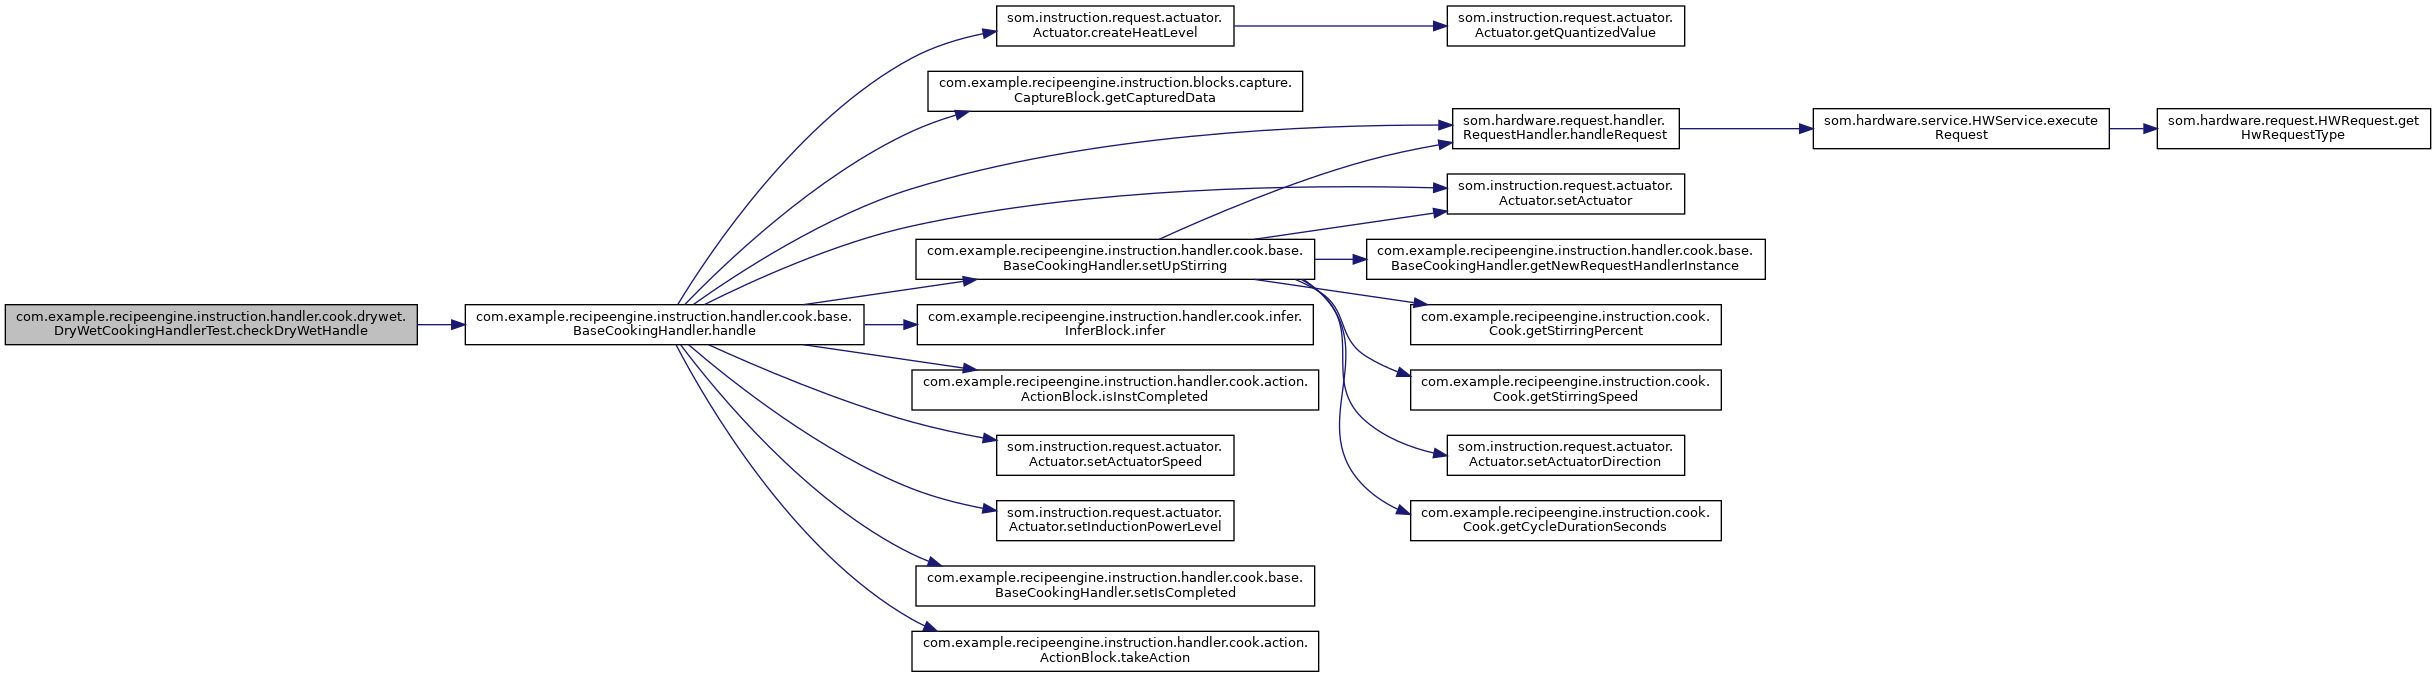 com.example.recipeengine.instruction.handler.cook.drywet.
DryWetCookingHandlerTest.checkDryWetHandle
com.example.recipeengine.instruction.handler.cook.base.
BaseCookingHandler.handle
som.instruction.request.actuator.
Actuator.createHeatLevel
com.example.recipeengine.instruction.blocks.capture.
CaptureBlock.getCapturedData
com.example.recipeengine.instruction.handler.cook.base.
BaseCookingHandler.setUpStirring
com.example.recipeengine.instruction.handler.cook.infer.
InferBlock.infer
com.example.recipeengine.instruction.handler.cook.action.
ActionBlock.isInstCompleted
som.instruction.request.actuator.
Actuator.setActuatorSpeed
som.instruction.request.actuator.
Actuator.setInductionPowerLevel
com.example.recipeengine.instruction.handler.cook.base.
BaseCookingHandler.setIsCompleted
com.example.recipeengine.instruction.handler.cook.action.
ActionBlock.takeAction
som.instruction.request.actuator.
Actuator.getQuantizedValue
som.hardware.request.handler.
RequestHandler.handleRequest
som.instruction.request.actuator.
Actuator.setActuator
com.example.recipeengine.instruction.handler.cook.base.
BaseCookingHandler.getNewRequestHandlerInstance
com.example.recipeengine.instruction.cook.
Cook.getStirringPercent
com.example.recipeengine.instruction.cook.
Cook.getStirringSpeed
som.instruction.request.actuator.
Actuator.setActuatorDirection
com.example.recipeengine.instruction.cook.
Cook.getCycleDurationSeconds
som.hardware.service.HWService.execute
Request
som.hardware.request.HWRequest.get
HwRequestType